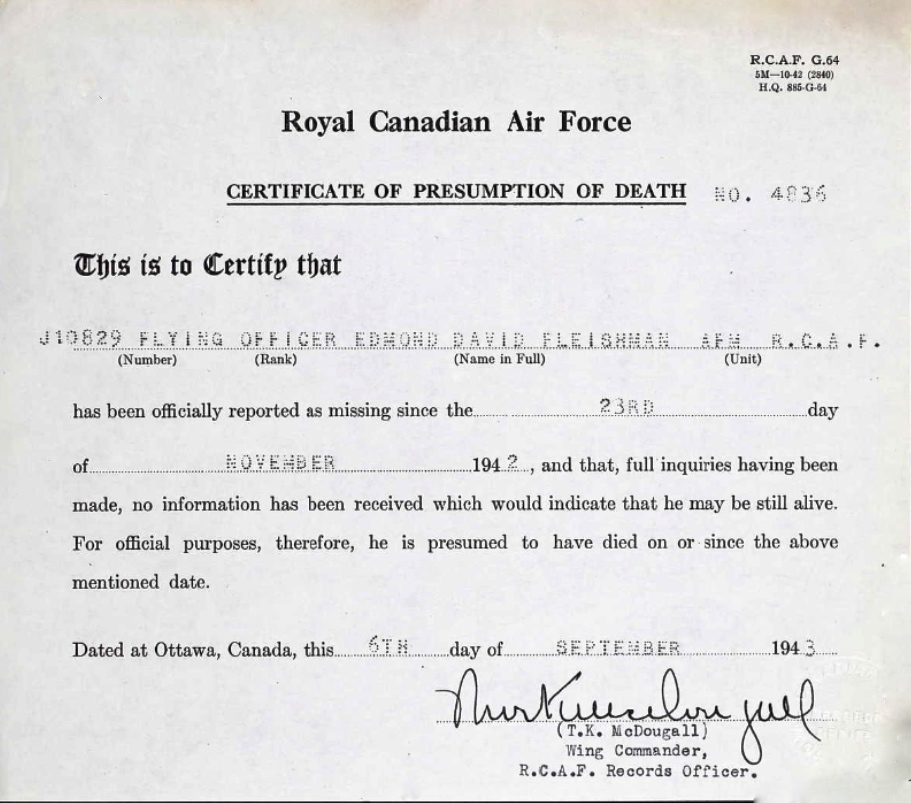 R.C.A.F. G.64
5M—10-42 (2840)
H.Q. 885-G-64
Royal Canadian Air Force
CERTIFICATE OF PRESUMPTION OF DEATH NO. 4836
This is to Certify that
J10829 FLYING OFFICER EDMOND DAVID FLEISHMAN AFM R.C.A.F.
(Number) (Rank) (Name in Full) (Unit)
has been officially reported as missing since the 23RD day
of NOVEMBER 1942, and that, full inquiries having been
made, no information has been received which would indicate that he may be still alive.
For official purposes, therefore, he is presumed to have died on or since the above
mentioned date.
Dated at Ottawa, Canada, this 6TH day of SEPTEMBER 1943
(T.K. McDougall)
Wing Commander,
R.C.A.F. Records Officer.